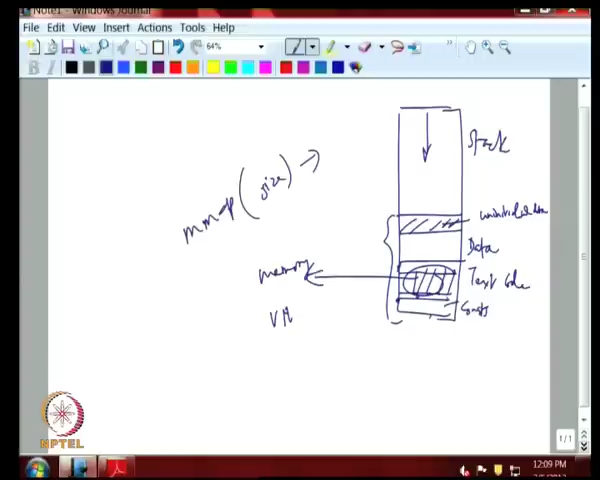 Note1 - Windows Journal
File Edit View Insert Actions Tools Help
64%
B I
Stack
mmap (size) →
uninitialised data
Data
memory
Text Code
VM
NPTEL
1/1
12:09 PM